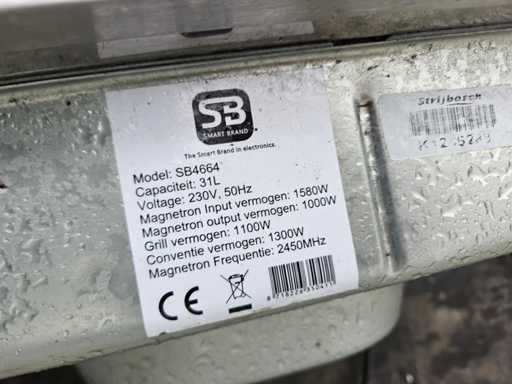 SB
SMART BRAND
The Smart Brand in electronics.
Model: SB4664
Capaciteit: 31L
Voltage: 230V, 50Hz
Magnetron Input vermogen: 1580W
Magnetron output vermogen: 1000W
Grill vermogen: 1100W
Conventie vermogen: 1300W
Magnetron Frequentie: 2450MHz
CE
Strijbosch